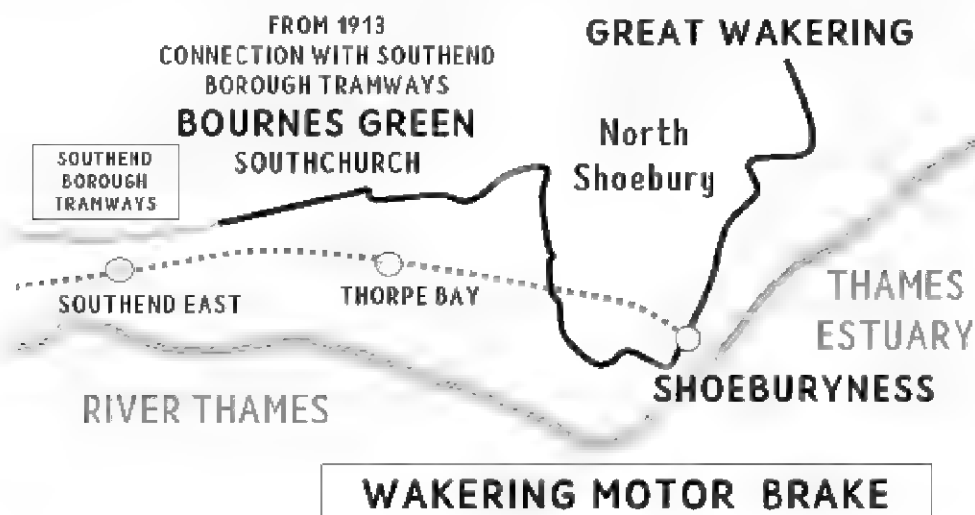 FROM 1913
CONNECTION WITH SOUTHEND
BOROUGH TRAMWAYS
BOURNES GREEN
SOUTHCHURCH
GREAT WAKERING
North
Shoebury
SOUTHEND
BOROUGH
TRAMWAYS
SOUTHEND EAST
THORPE BAY
THAMES
ESTUARY
SHOEBURYNESS
RIVER THAMES
WAKERING MOTOR BRAKE